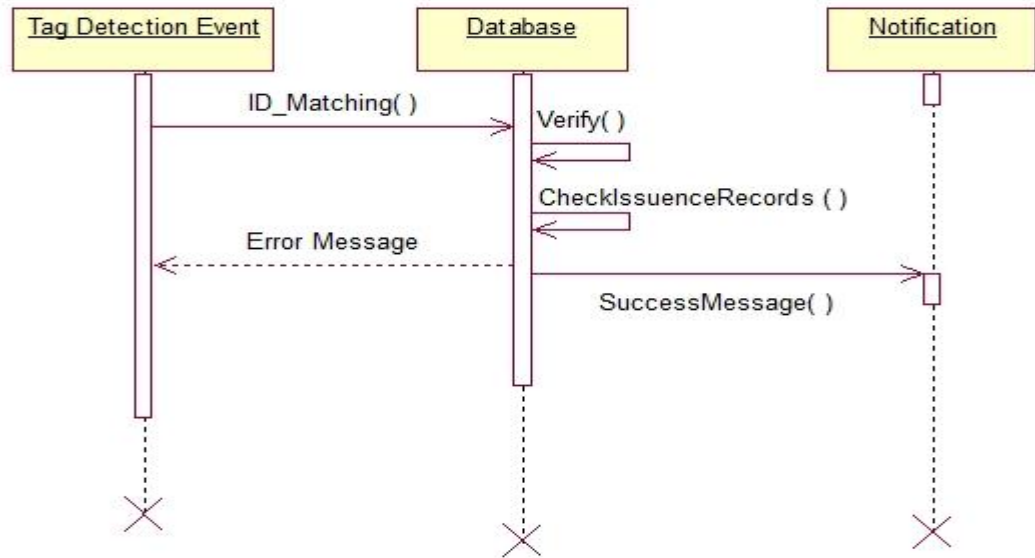 Tag Detection Event
Database
Notification
ID_Matching( )
Verify( )
CheckIssuenceRecords ( )
Error Message
SuccessMessage( )